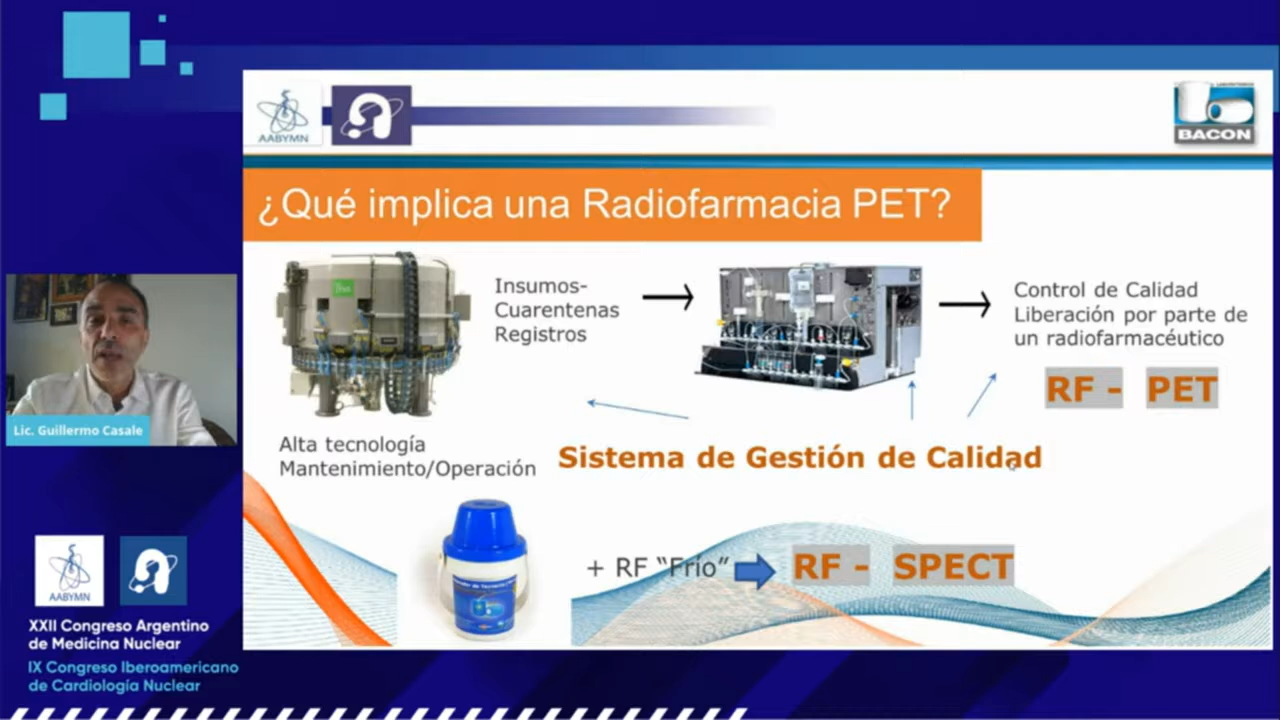 AABYMN
LABORATORIOS
BACON
¿Qué implica una Radiofarmacia PET?
Insumos-
Cuarentenas
Registros
Control de Calidad
Liberación por parte de
un radiofarmacéutico
RF - PET
Alta tecnología
Mantenimiento/Operación
Sistema de Gestión de Calidad
+ RF “Frio”
RF - SPECT
Lic. Guillermo Casale
AABYMN
XXII Congreso Argentino
de Medicina Nuclear
IX Congreso Iberoamericano
de Cardiología Nuclear